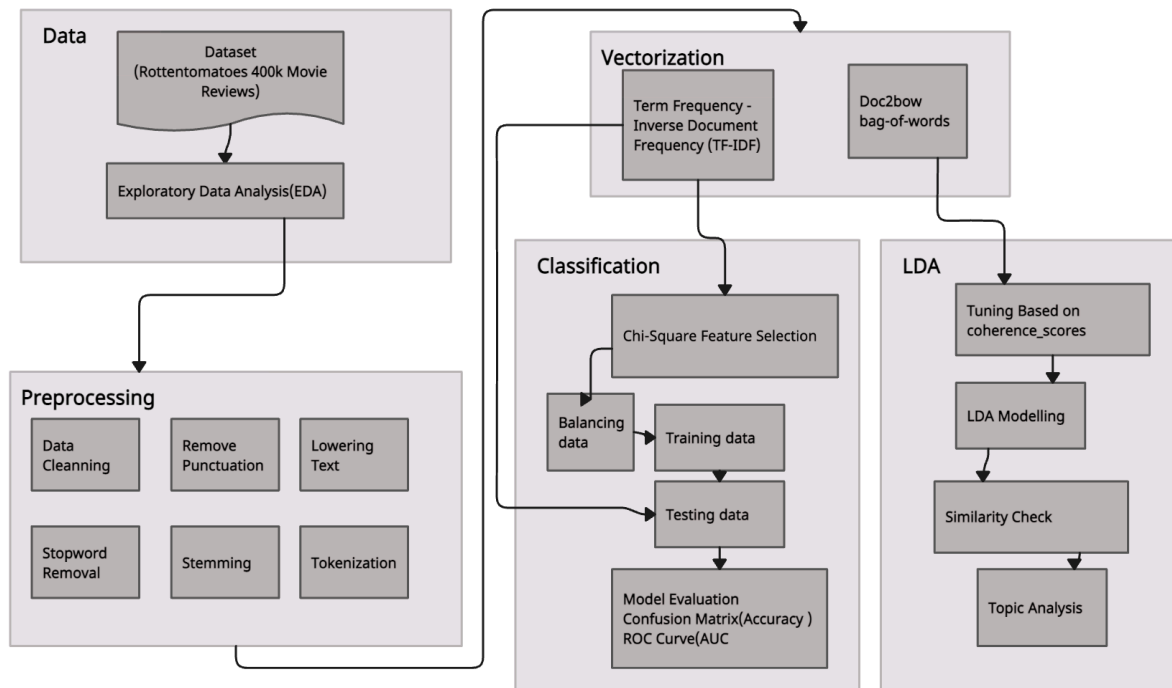 Data
Dataset
(Rottentomatoes 400k Movie
Reviews)
Exploratory Data Analysis(EDA)
Preprocessing
Data
Cleanning
Remove
Punctuation
Lowering
Text
Stopword
Removal
Stemming
Tokenization
Vectorization
Term Frequency -
Inverse Document
Frequency (TF-IDF)
Doc2bow
bag-of-words
Classification
Chi-Square Feature Selection
Balancing
data
Training data
Testing data
Model Evaluation
Confusion Matrix(Accuracy )
ROC Curve(AUC
LDA
Tuning Based on
coherence_scores
LDA Modelling
Similarity Check
Topic Analysis